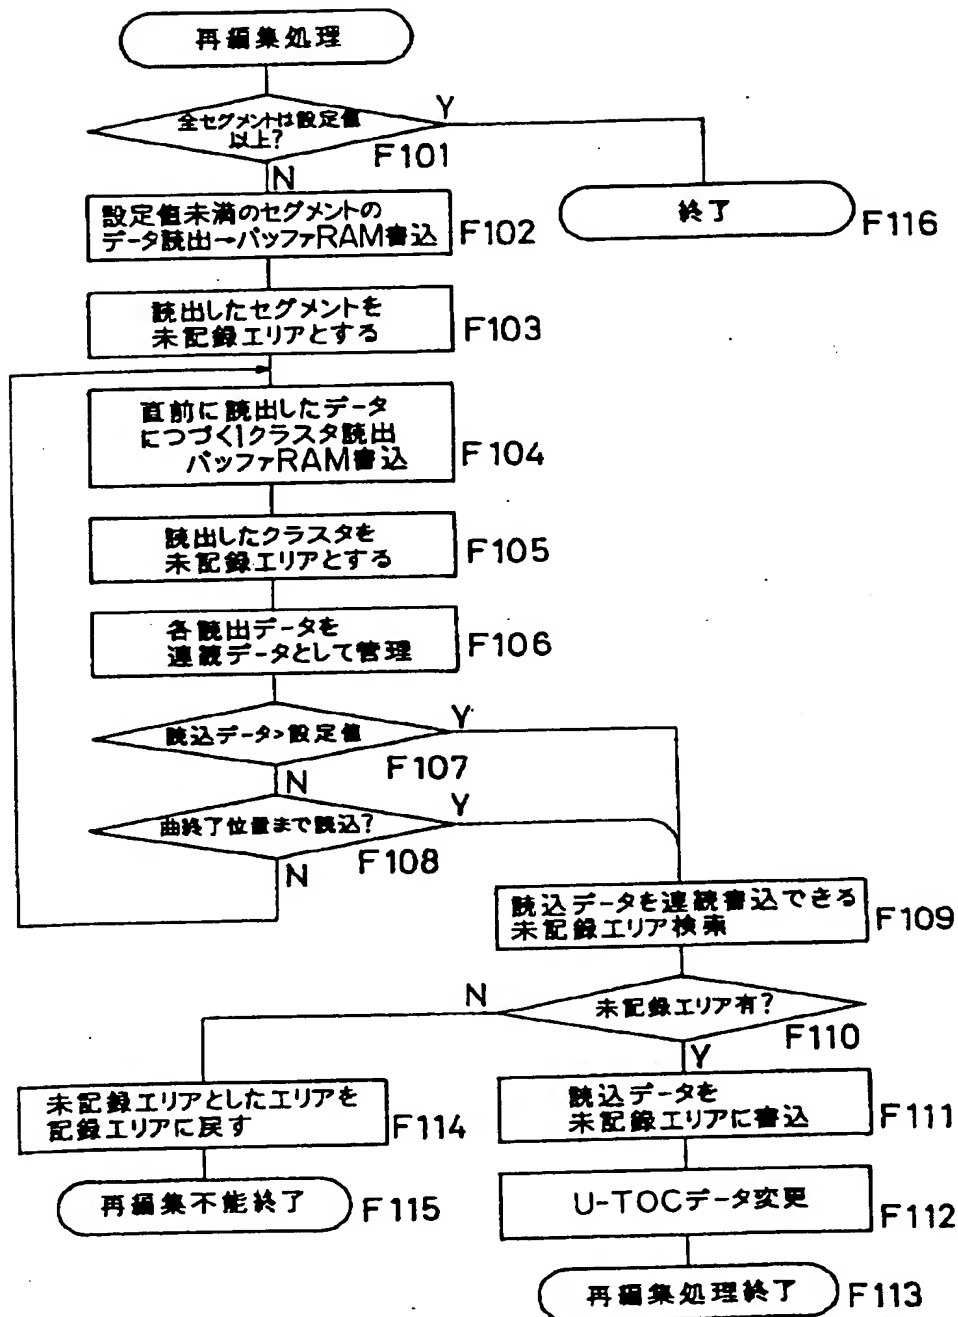 再編集処理
全セグメントは設定値
以上?
Y
F101
N
設定値未満のセグメントの
データ読出→バッファRAM書込
F102
終了
F116
読出したセグメントを
未記録エリアとする
F103
直前に読出したデータ
につづく1クラスタ読出
バッファRAM書込
F104
読出したクラスタを
未記録エリアとする
F105
各読出データを
連続データとして管理
F106
読込データ>設定値
Y
F107
N
曲終了位置まで読込?
Y
F108
N
読込データを連続書込できる
未記録エリア検索
F109
N
未記録エリア有?
F110
Y
未記録エリアとしたエリアを
記録エリアに戻す
F114
読込データを
未記録エリアに書込
F111
再編集不能終了
F115
U-TOCデータ変更
F112
再編集処理終了
F113